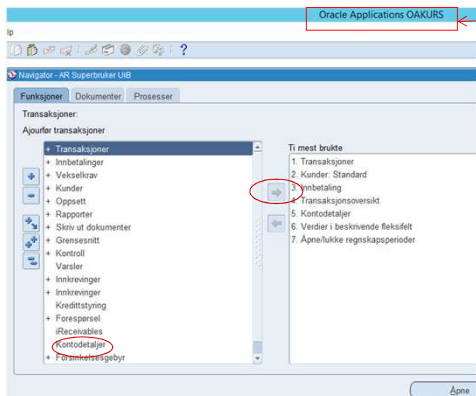 Oracle Applications OAKURS
lp
?
Navigator - AR Superbruker UiB
Funksjoner Dokumenter Prosesser
Transaksjoner:
Ajourfør transaksjoner
+ Transaksjoner
+ Innbetalinger
+ Vekselkrav
+ Kunder
+ Oppsett
+ Rapporter
+ Skriv ut dokumenter
+ Grensesnitt
+ Kontroll
Varsler
+ Innkrevinger
+ Innkrevinger
Kredittstyring
+ Forespørsel
iReceivables
Kontodetaljer
+ Forsinkelsesgebyr
Ti mest brukte
1. Transaksjoner
2. Kunder: Standard
3. Innbetaling
4. Transaksjonsoversikt
5. Kontodetaljer
6. Verdier i beskrivende fleksifelt
7. Åpne/lukke regnskapsperioder
Åpne